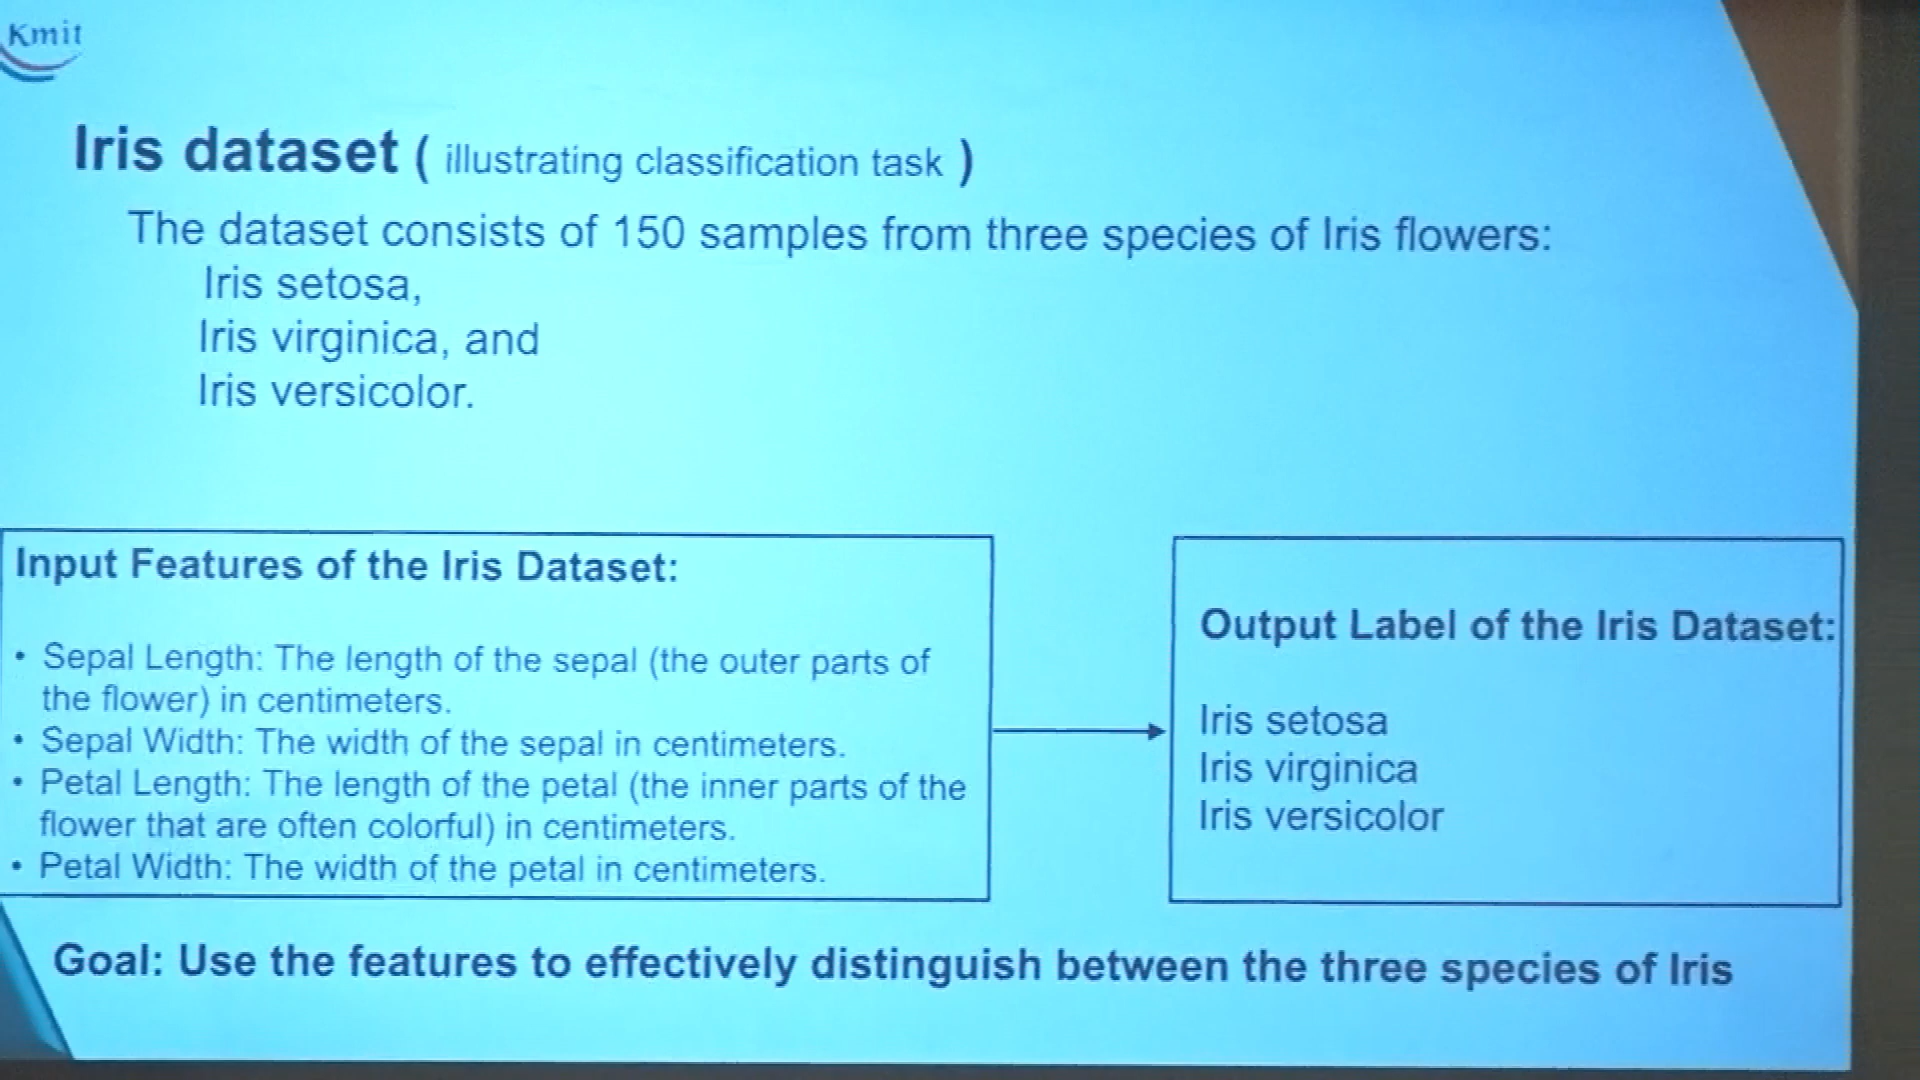 Kmit
Iris dataset ( illustrating classification task )
The dataset consists of 150 samples from three species of Iris flowers:
Iris setosa,
Iris virginica, and
Iris versicolor.
Input Features of the Iris Dataset:
• Sepal Length: The length of the sepal (the outer parts of
the flower) in centimeters.
• Sepal Width: The width of the sepal in centimeters.
• Petal Length: The length of the petal (the inner parts of the
flower that are often colorful) in centimeters.
• Petal Width: The width of the petal in centimeters.
Output Label of the Iris Dataset:
Iris setosa
Iris virginica
Iris versicolor
Goal: Use the features to effectively distinguish between the three species of Iris